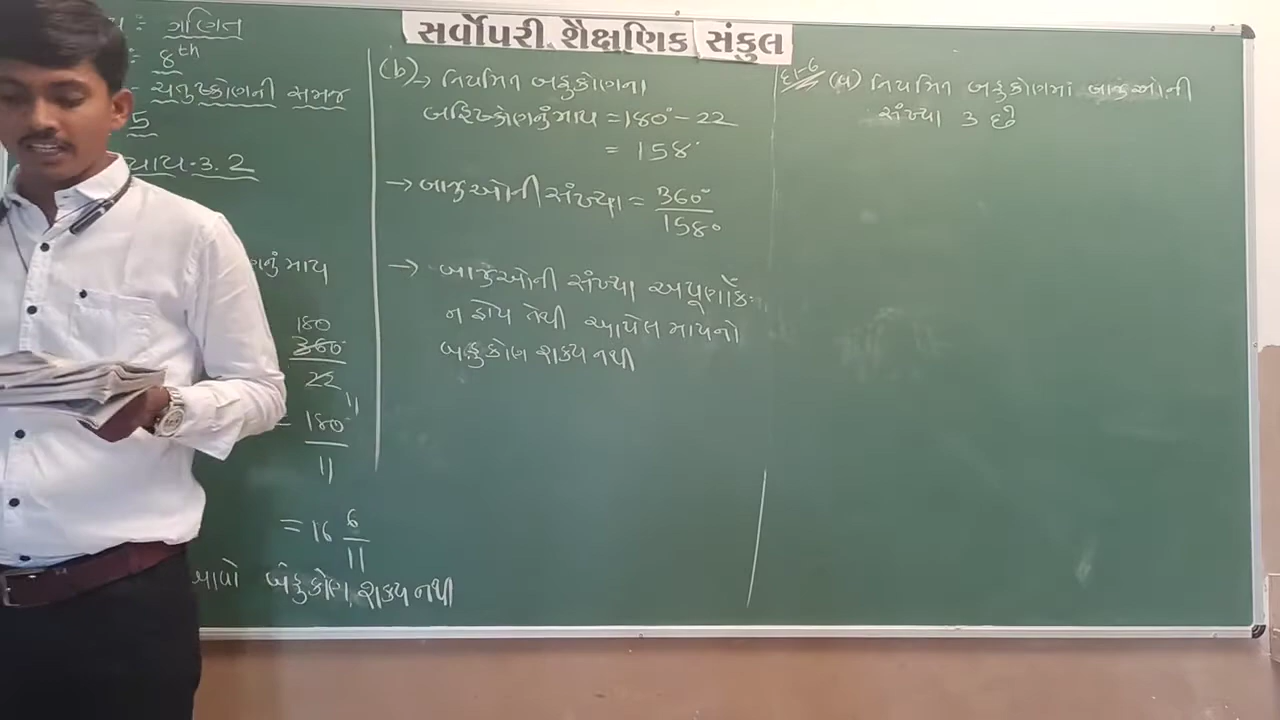 સર્વોપરી શૈક્ષણિક સંકુલ
: ગણિત
8th
- ચતુષ્કોણની સમજ
5
3.2
માપ
180
360°
22
11
= 180°
11
= 16 6
11
બહુકોણ શક્ય નથી
(b) → નિયમિત બહુકોણના
બહિષ્કોણનું માપ = 180° - 22
= 158°
→ બાજુઓની સંખ્યા = 360°
158°
→ બાજુઓની સંખ્યા અપૂર્ણાંક
ન હોય તેથી આપેલ માપનો
બહુકોણ શક્ય નથી
દા-6 (a) નિયમિત બહુકોણમાં બાજુઓની
સંખ્યા 3 છે